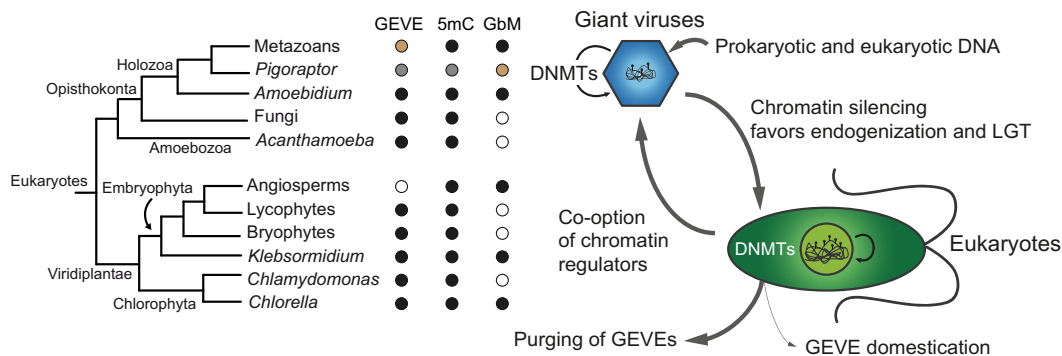 GEVE 5mC GbM
Metazoans
Holozoa
Pigoraptor
Opisthokonta
Amoebidium
Fungi
Amoebozoa
Acanthamoeba
Eukaryotes
Embryophyta
Angiosperms
Lycophytes
Bryophytes
Klebsormidium
Viridiplantae
Chlamydomonas
Chlorophyta
Chlorella
Giant viruses
DNMTs
Prokaryotic and eukaryotic DNA
Chromatin silencing
favors endogenization and LGT
Co-option
of chromatin
regulators
DNMTs
Eukaryotes
Purging of GEVEs
GEVE domestication